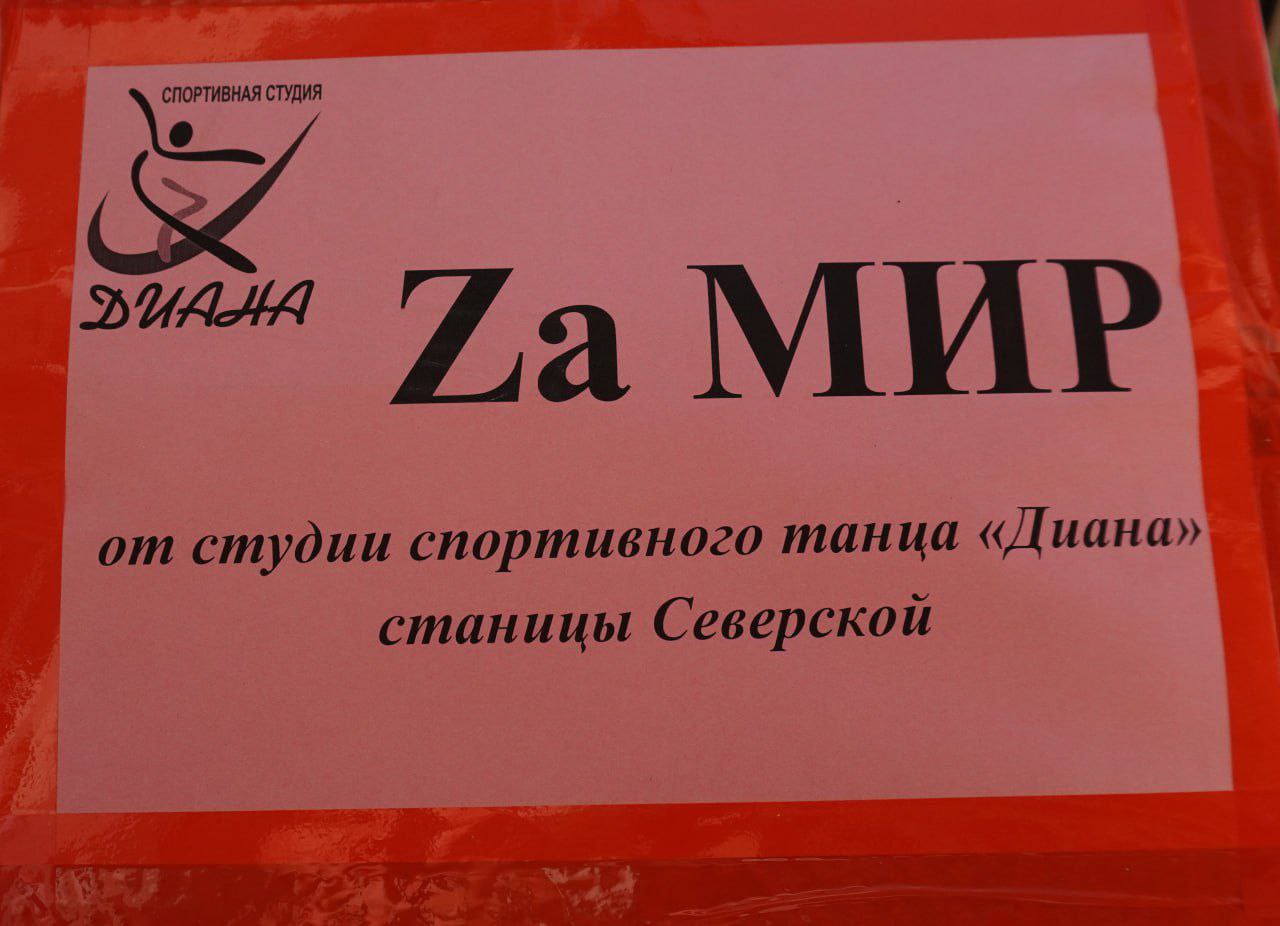 СПОРТИВНАЯ СТУДИЯ
ДИАНА
Zа МИР
от студии спортивного танца «Диана»
станицы Северской